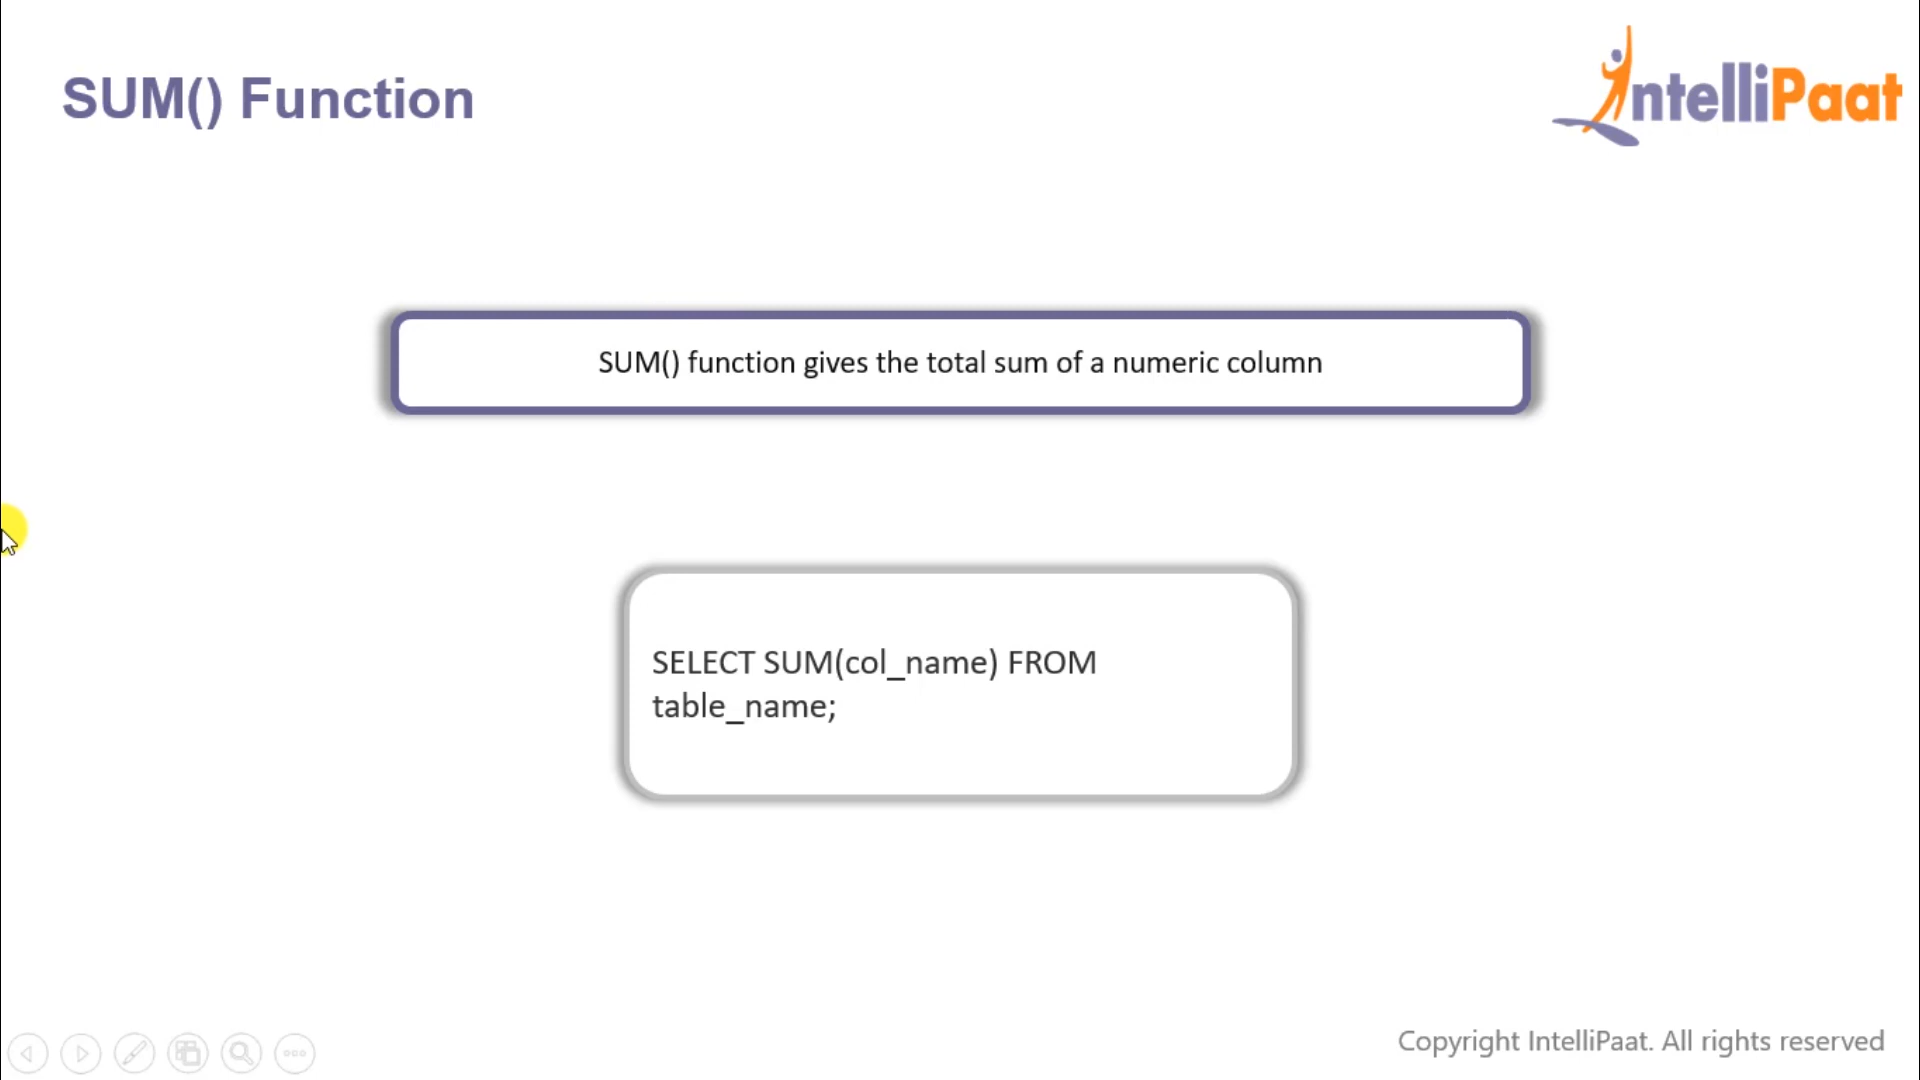 SUM() Function
IntelliPaat
SUM() function gives the total sum of a numeric column
SELECT SUM(col_name) FROM
table_name;
Copyright IntelliPaat. All rights reserved